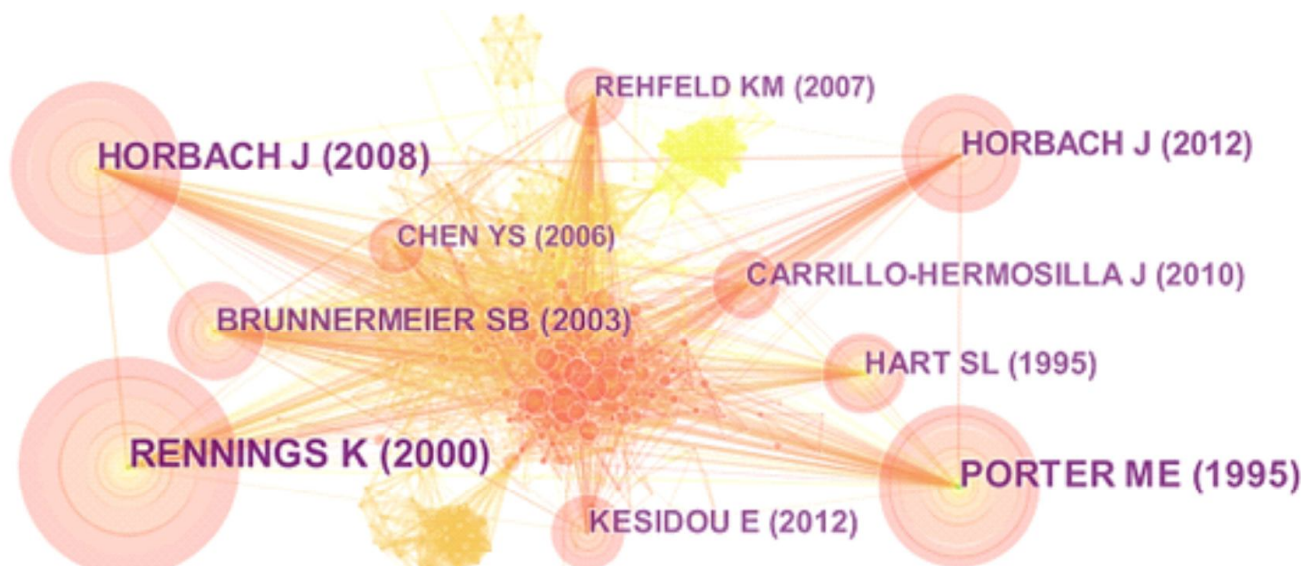 REHFELD KM (2007)
HORBACH J (2008)
HORBACH J (2012)
CHEN YS (2006)
CARRILLO-HERMOSILLA J (2010)
BRUNNERMEIER SB (2003)
HART SL (1995)
RENNINGS K (2000)
PORTER ME (1995)
KESIDOU E (2012)